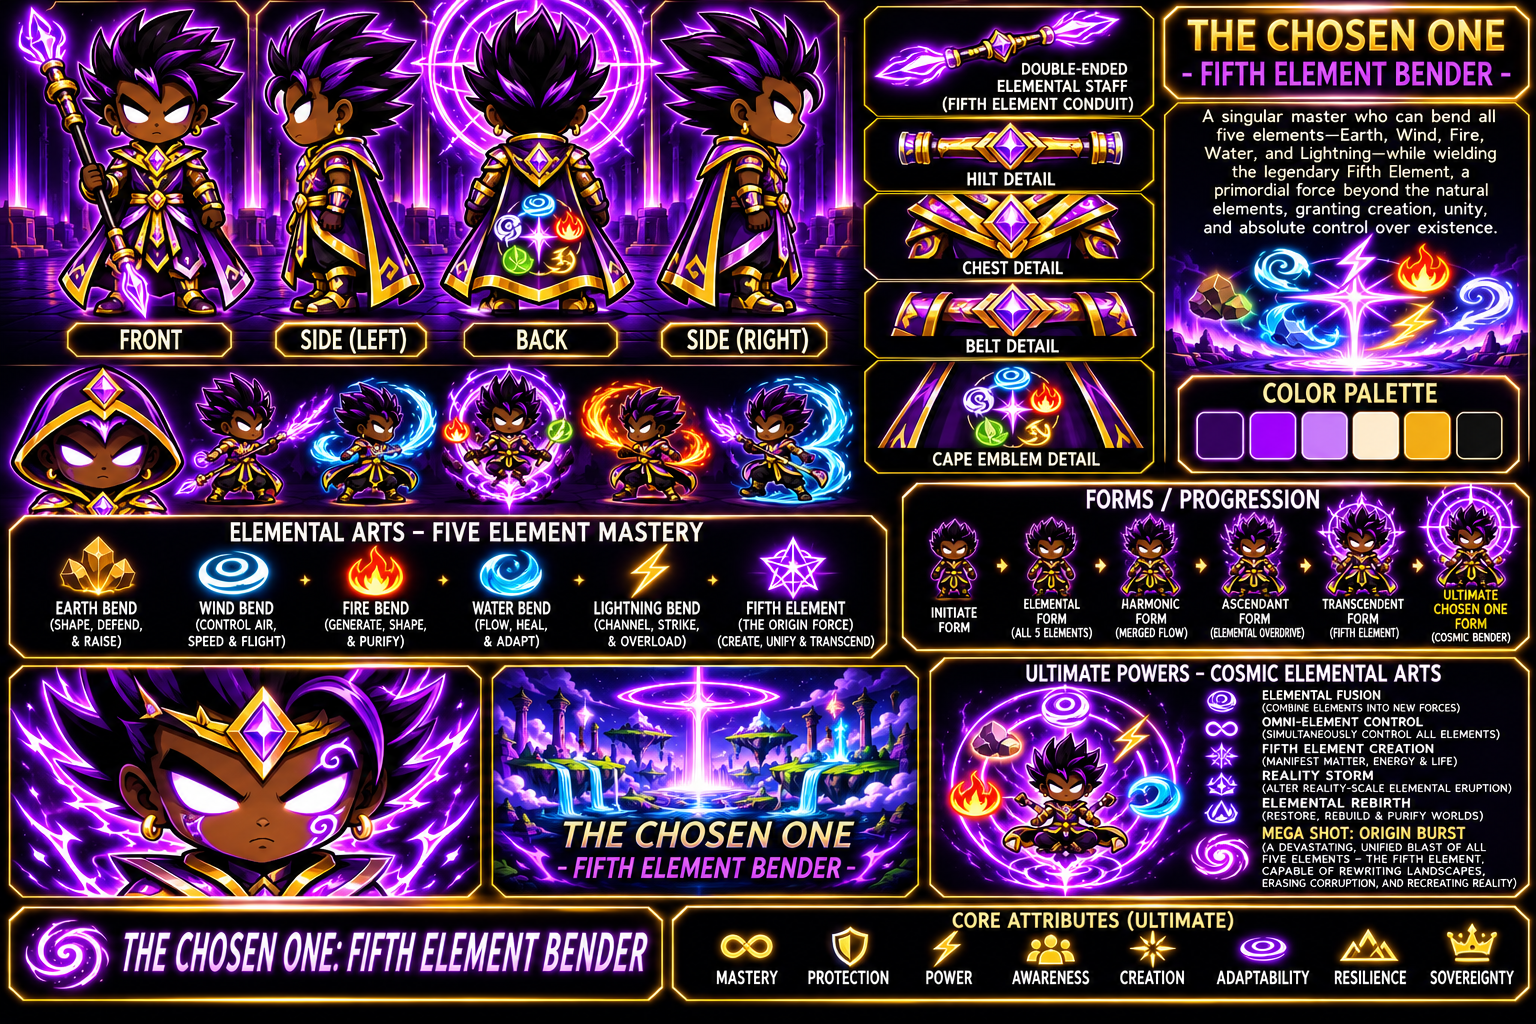 FRONT
SIDE (LEFT)
BACK
SIDE (RIGHT)
DOUBLE-ENDED
ELEMENTAL STAFF
(FIFTH ELEMENT CONDUIT)
HILT DETAIL
CHEST DETAIL
BELT DETAIL
CAPE EMBLEM DETAIL
THE CHOSEN ONE
- FIFTH ELEMENT BENDER -
A singular master who can bend all
five elements—Earth, Wind, Fire,
Water, and Lightning—while wielding
the legendary Fifth Element, a
primordial force beyond the natural
elements, granting creation, unity,
and absolute control over existence.
COLOR PALETTE
ELEMENTAL ARTS – FIVE ELEMENT MASTERY
EARTH BEND
(SHAPE, DEFEND,
& RAISE)
WIND BEND
(CONTROL AIR,
SPEED & FLIGHT)
FIRE BEND
(GENERATE, SHAPE,
& PURIFY)
WATER BEND
(FLOW, HEAL,
& ADAPT)
LIGHTNING BEND
(CHANNEL, STRIKE,
& OVERLOAD)
FIFTH ELEMENT
(THE ORIGIN FORCE)
(CREATE, UNIFY & TRANSCEND)
FORMS / PROGRESSION
INITIATE
FORM
ELEMENTAL
FORM
(ALL 5 ELEMENTS)
HARMONIC
FORM
(MERGED FLOW)
ASCENDANT
FORM
(ELEMENTAL OVERDRIVE)
TRANSCENDENT
FORM
(FIFTH ELEMENT)
ULTIMATE
CHOSEN ONE
FORM
(COSMIC BENDER)
THE CHOSEN ONE
- FIFTH ELEMENT BENDER -
ULTIMATE POWERS – COSMIC ELEMENTAL ARTS
ELEMENTAL FUSION
(COMBINE ELEMENTS INTO NEW FORCES)
OMNI-ELEMENT CONTROL
(SIMULTANEOUSLY CONTROL ALL ELEMENTS)
FIFTH ELEMENT CREATION
(MANIFEST MATTER, ENERGY & LIFE)
REALITY STORM
(ALTER REALITY-SCALE ELEMENTAL ERUPTION)
ELEMENTAL REBIRTH
(RESTORE, REBUILD & PURIFY WORLDS)
MEGA SHOT: ORIGIN BURST
(A DEVASTATING, UNIFIED BLAST OF ALL
FIVE ELEMENTS – THE FIFTH ELEMENT,
CAPABLE OF REWRITING LANDSCAPES,
ERASING CORRUPTION, AND RECREATING REALITY)
THE CHOSEN ONE: FIFTH ELEMENT BENDER
CORE ATTRIBUTES (ULTIMATE)
MASTERY
PROTECTION
POWER
AWARENESS
CREATION
ADAPTABILITY
RESILIENCE
SOVEREIGNTY